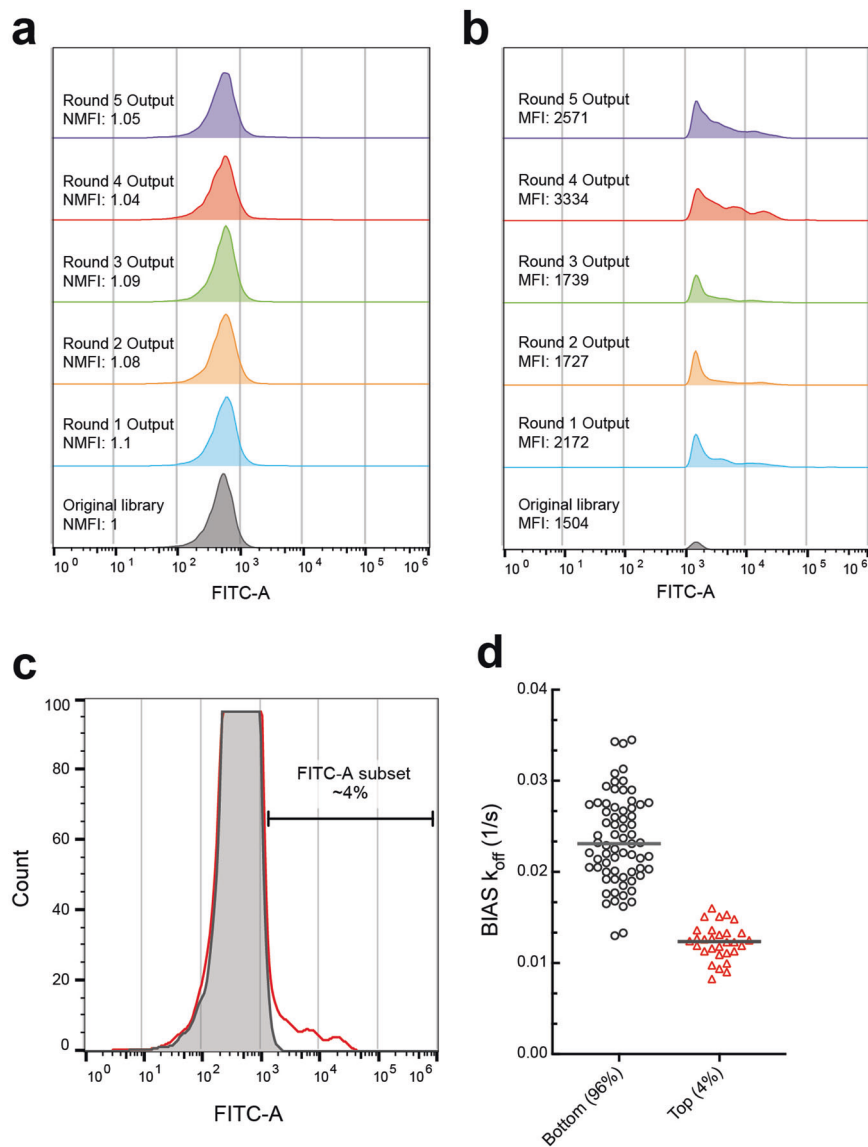 a
Round 5 Output
NMFI: 1.05
Round 4 Output
NMFI: 1.04
Round 3 Output
NMFI: 1.09
Round 2 Output
NMFI: 1.08
Round 1 Output
NMFI: 1.1
Original library
NMFI: 1
10^0 10^1 10^2 10^3 10^4 10^5 10^6
FITC-A
b
Round 5 Output
MFI: 2571
Round 4 Output
MFI: 3334
Round 3 Output
MFI: 1739
Round 2 Output
MFI: 1727
Round 1 Output
MFI: 2172
Original library
MFI: 1504
10^0 10^1 10^2 10^3 10^4 10^5 10^6
FITC-A
c
Count
100
80
60
40
20
0
FITC-A subset
~4%
10^0 10^1 10^2 10^3 10^4 10^5 10^6
FITC-A
d
BIAS k_off (1/s)
0.04
0.03
0.02
0.01
0.00
Bottom (96%)
Top (4%)